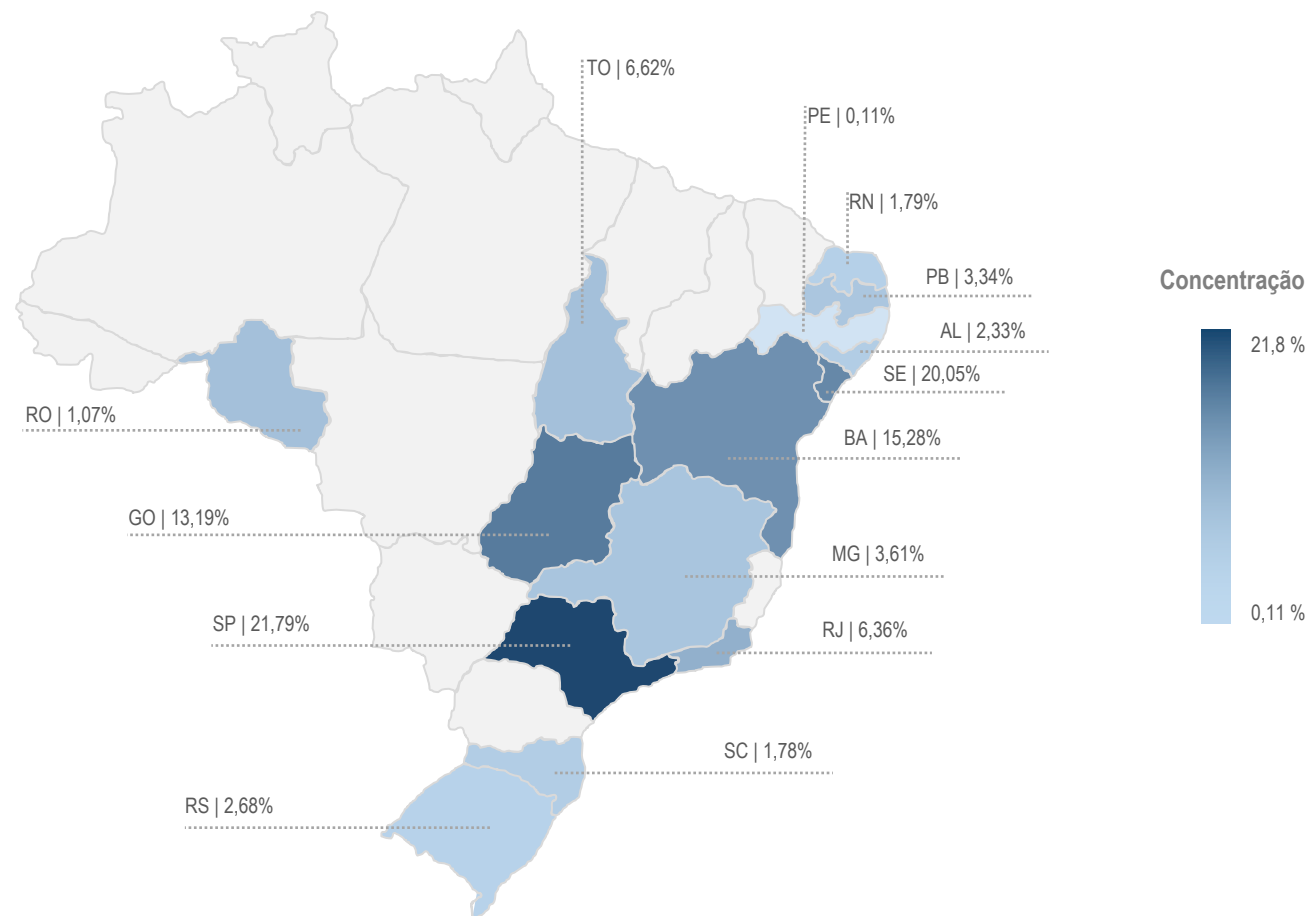 TO | 6,62%
PE | 0,11%
RN | 1,79%
PB | 3,34%
Concentração
AL | 2,33%
21,8 %
SE | 20,05%
RO | 1,07%
BA | 15,28%
GO | 13,19%
MG | 3,61%
0,11 %
SP | 21,79%
RJ | 6,36%
SC | 1,78%
RS | 2,68%